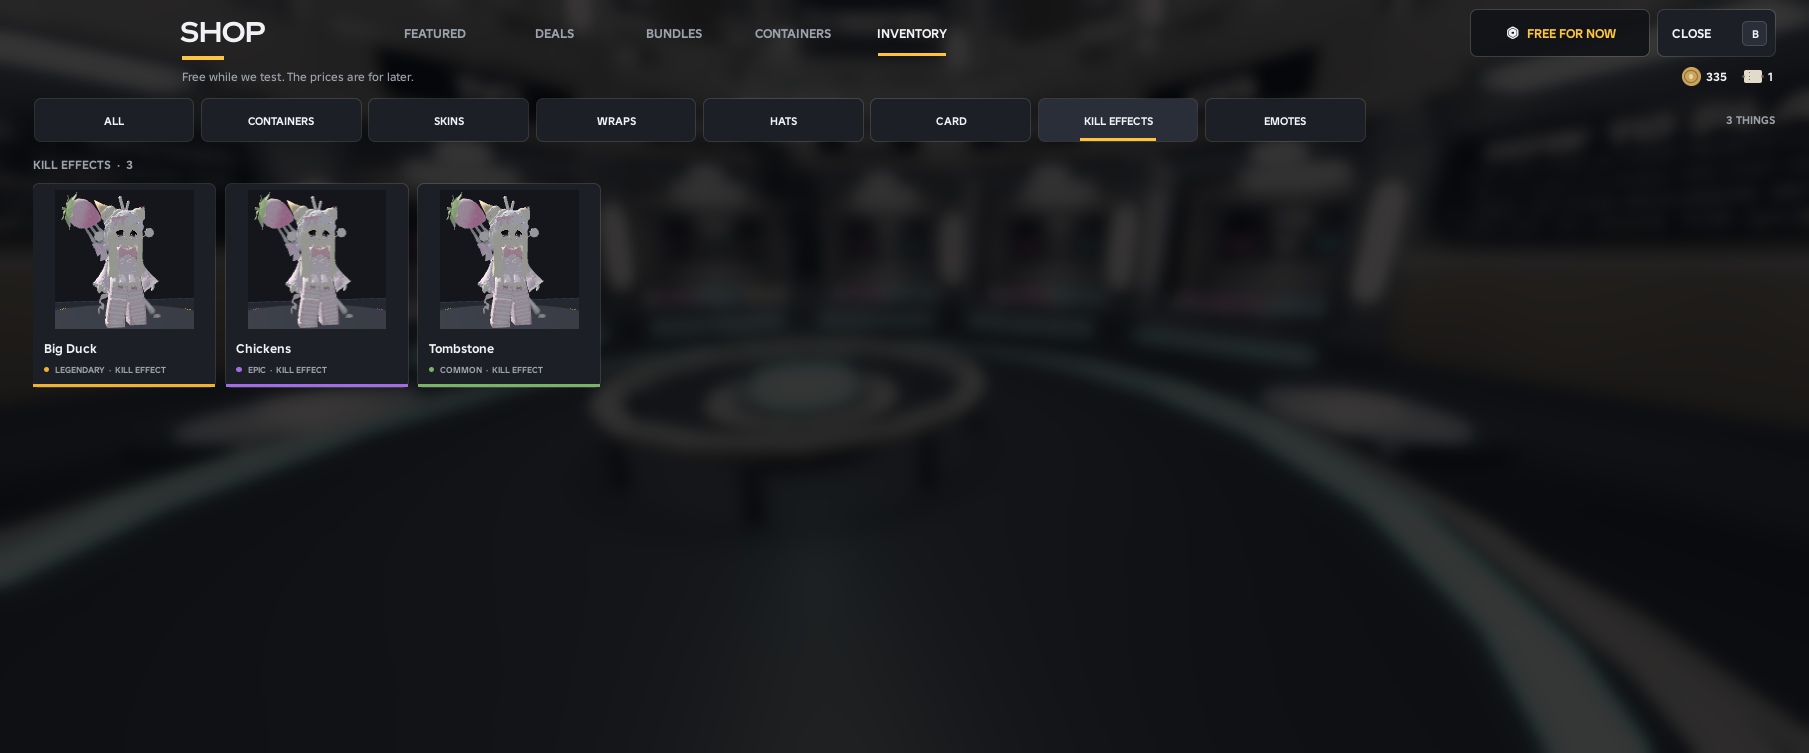 SHOP
FEATURED
DEALS
BUNDLES
CONTAINERS
INVENTORY
FREE FOR NOW
CLOSE
B
Free while we test. The prices are for later.
335
1
ALL
CONTAINERS
SKINS
WRAPS
HATS
CARD
KILL EFFECTS
EMOTES
3 THINGS
KILL EFFECTS · 3
Big Duck
LEGENDARY · KILL EFFECT
Chickens
EPIC · KILL EFFECT
Tombstone
COMMON · KILL EFFECT